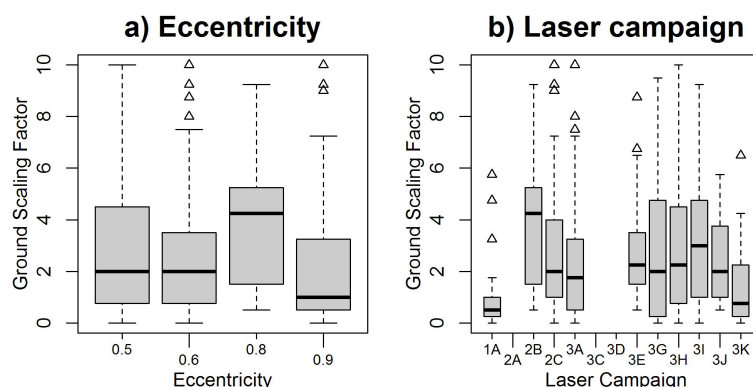 a) Eccentricity
Ground Scaling Factor
0 2 4 6 8 10
0.5 0.6 0.8 0.9
Eccentricity
b) Laser campaign
Ground Scaling Factor
0 2 4 6 8 10
1A 2A 2B 2C 3A 3C 3D 3E 3G 3H 3I 3J 3K
Laser Campaign